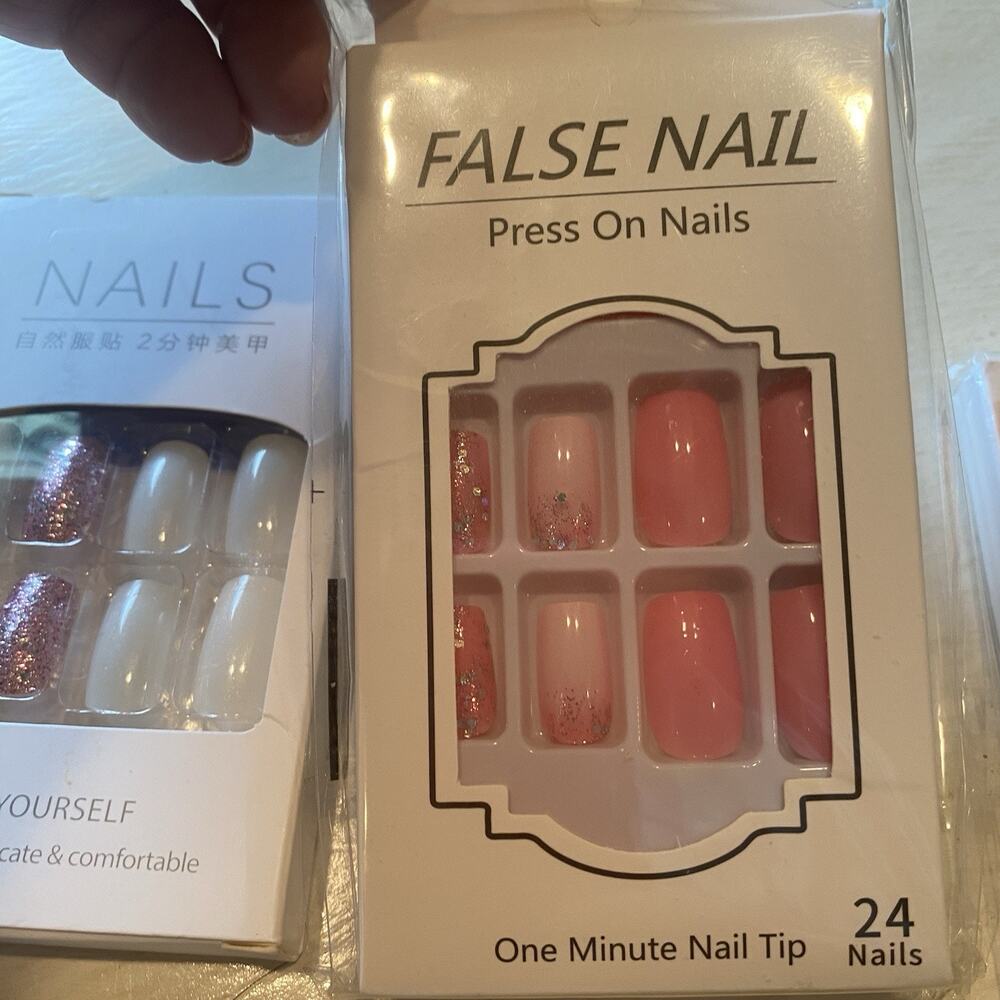 NAILS
自然服贴 2分钟美甲
YOURSELF
cate & comfortable
FALSE NAIL
Press On Nails
One Minute Nail Tip
24
Nails